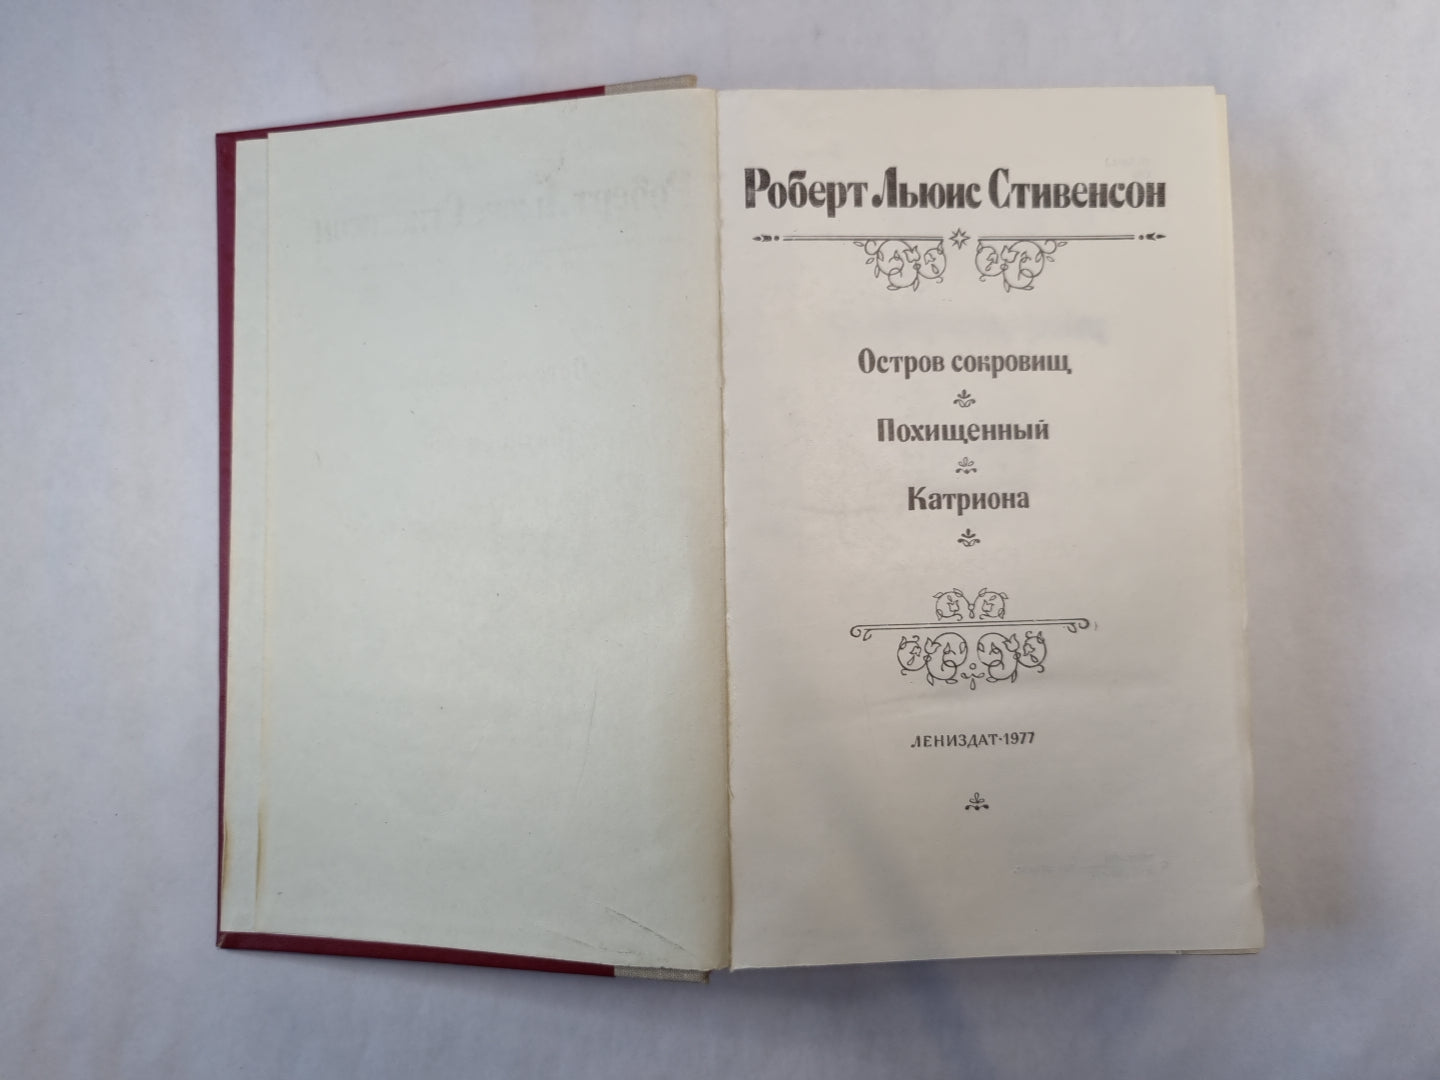 Роберт Льюис Стивенсон
Остров сокровищ
Похищенный
Катриона
ЛЕНИЗДАТ·1977